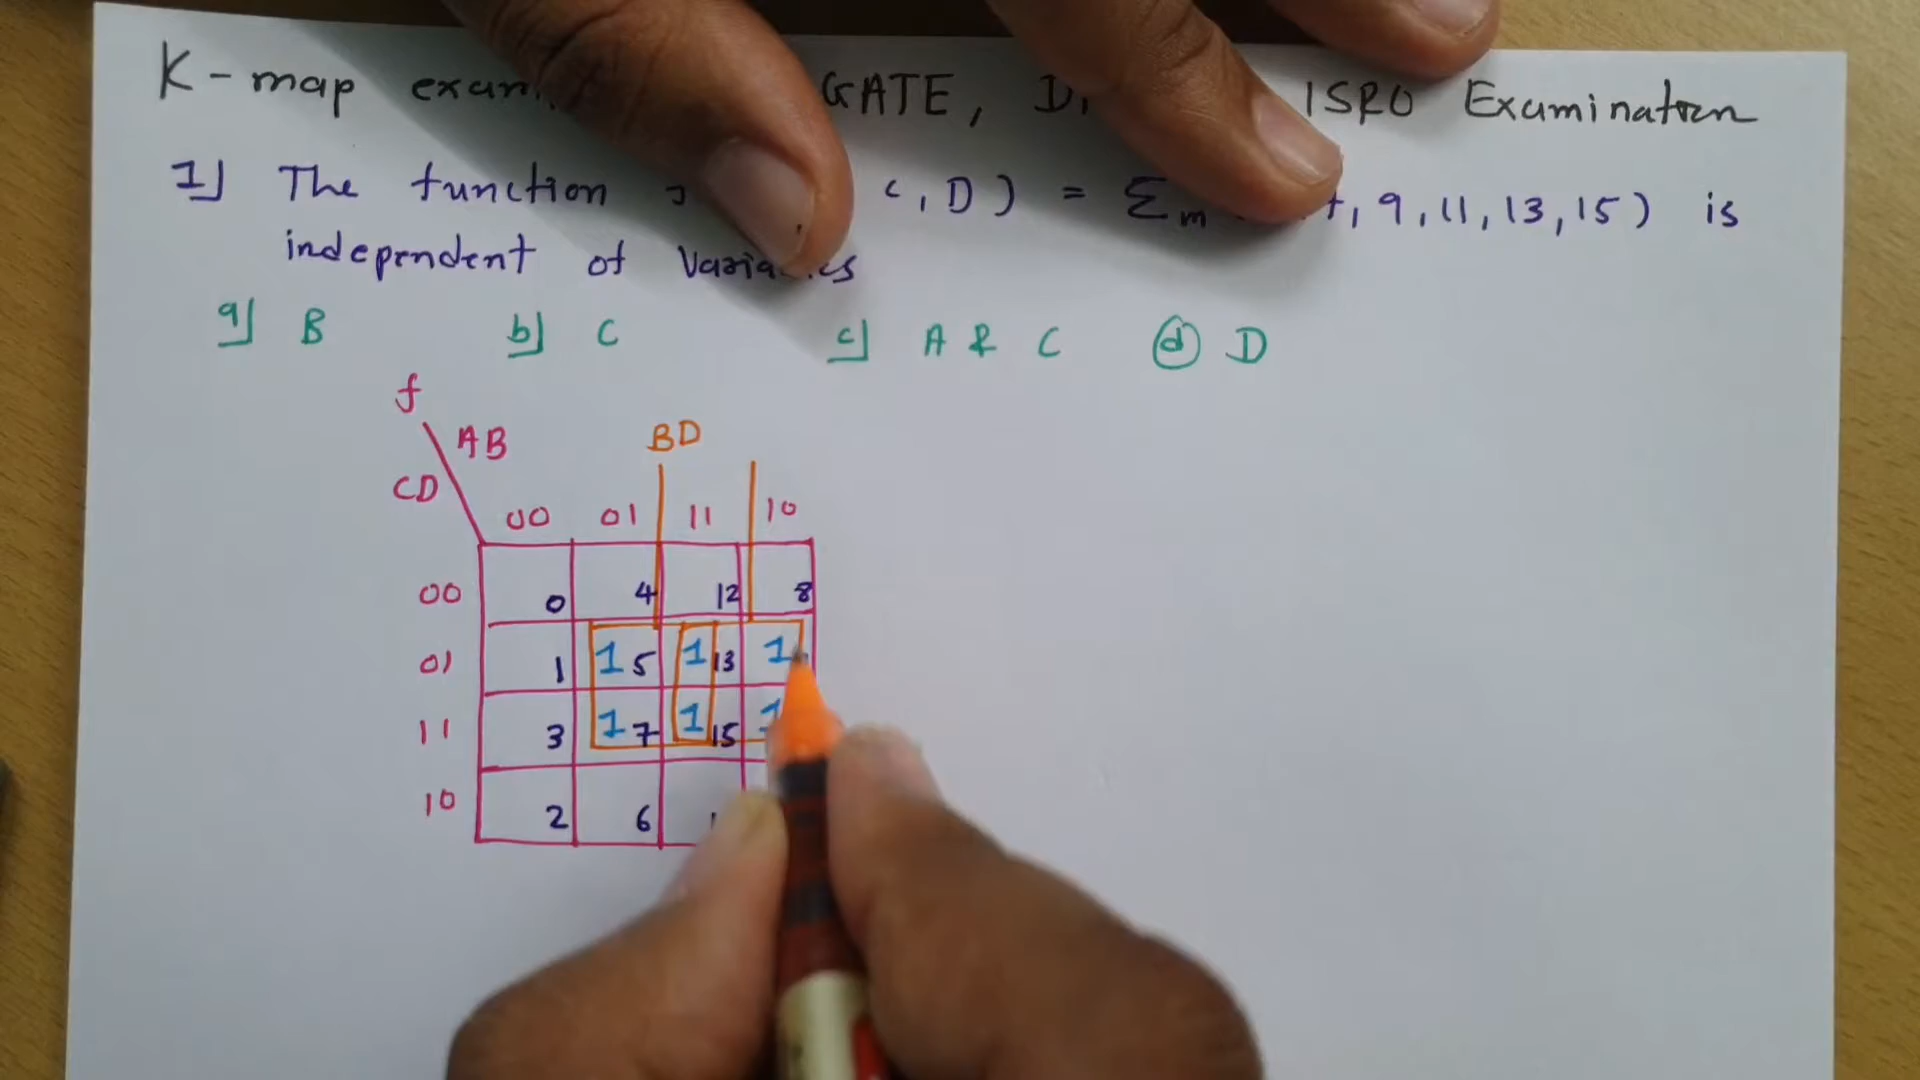 K-map GATE, ISRO Examination
1] The function C, D) = Σm , 9, 11, 13, 15) is
independent of
a] B b] C c] A & C d D
f
AB BD
CD
00 01 11 10
00 0 4 12 8
01 1 1 5 1 13 1
11 3 1 7 1 15 1
10 2 6